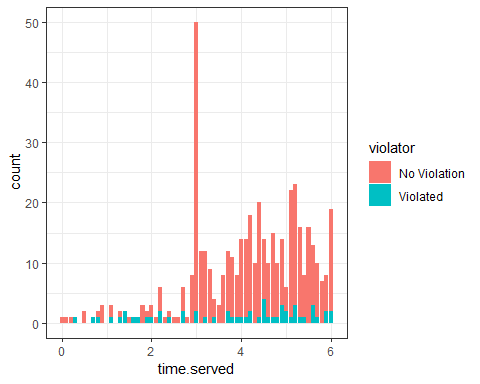 50
40
30
20
10
0
count
0 2 4 6
time.served
violator
No Violation
Violated